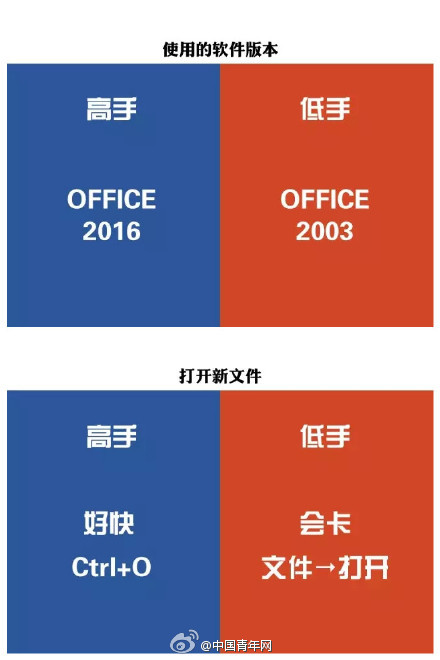 使用的软件版本
高手
OFFICE
2016
低手
OFFICE
2003
打开新文件
高手
好快
Ctrl+O
低手
会卡
文件→打开
@中国青年网